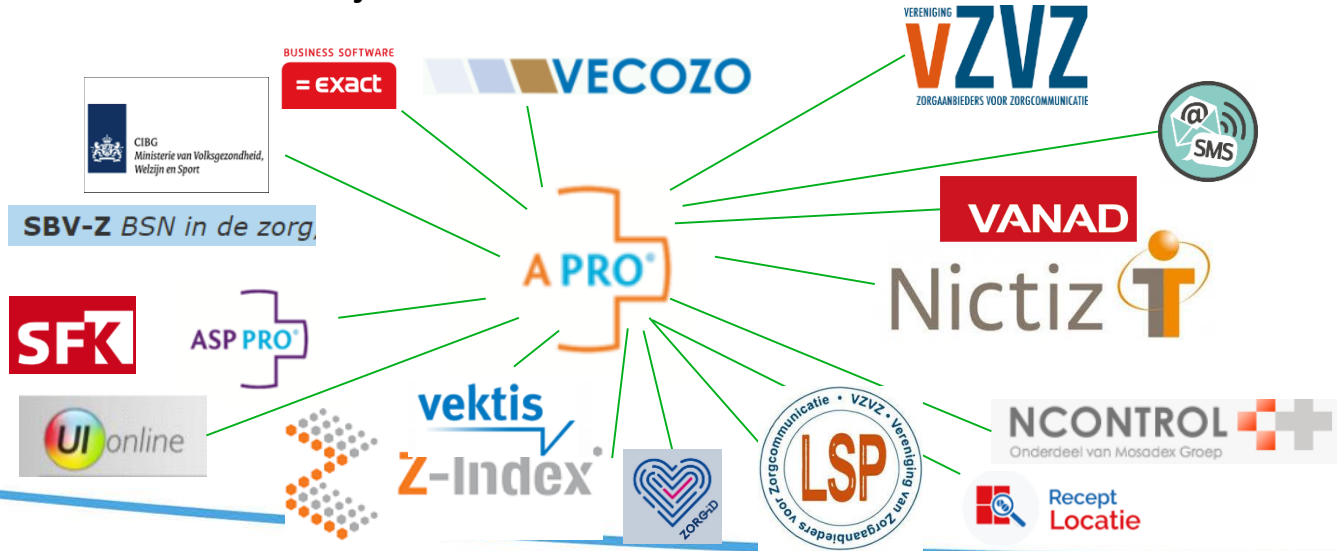 BUSINESS SOFTWARE
= exact
VECOZO
VERENIGING
VZVZ
ZORGAANBIEDERS VOOR ZORGCOMMUNICATIE
CIBG
Ministerie van Volksgezondheid,
Welzijn en Sport
@
SMS
SBV-Z BSN in de zorg,
VANAD
A PRO®
Nictiz
SFK
ASP PRO®
UI online
vektis
Z-Index
ZORG-ID
LSP
VZVZ • Vereniging van Zorgaanbieders voor Zorgcommunicatie •
NCONTROL
Onderdeel van Mosadex Groep
Recept
Locatie